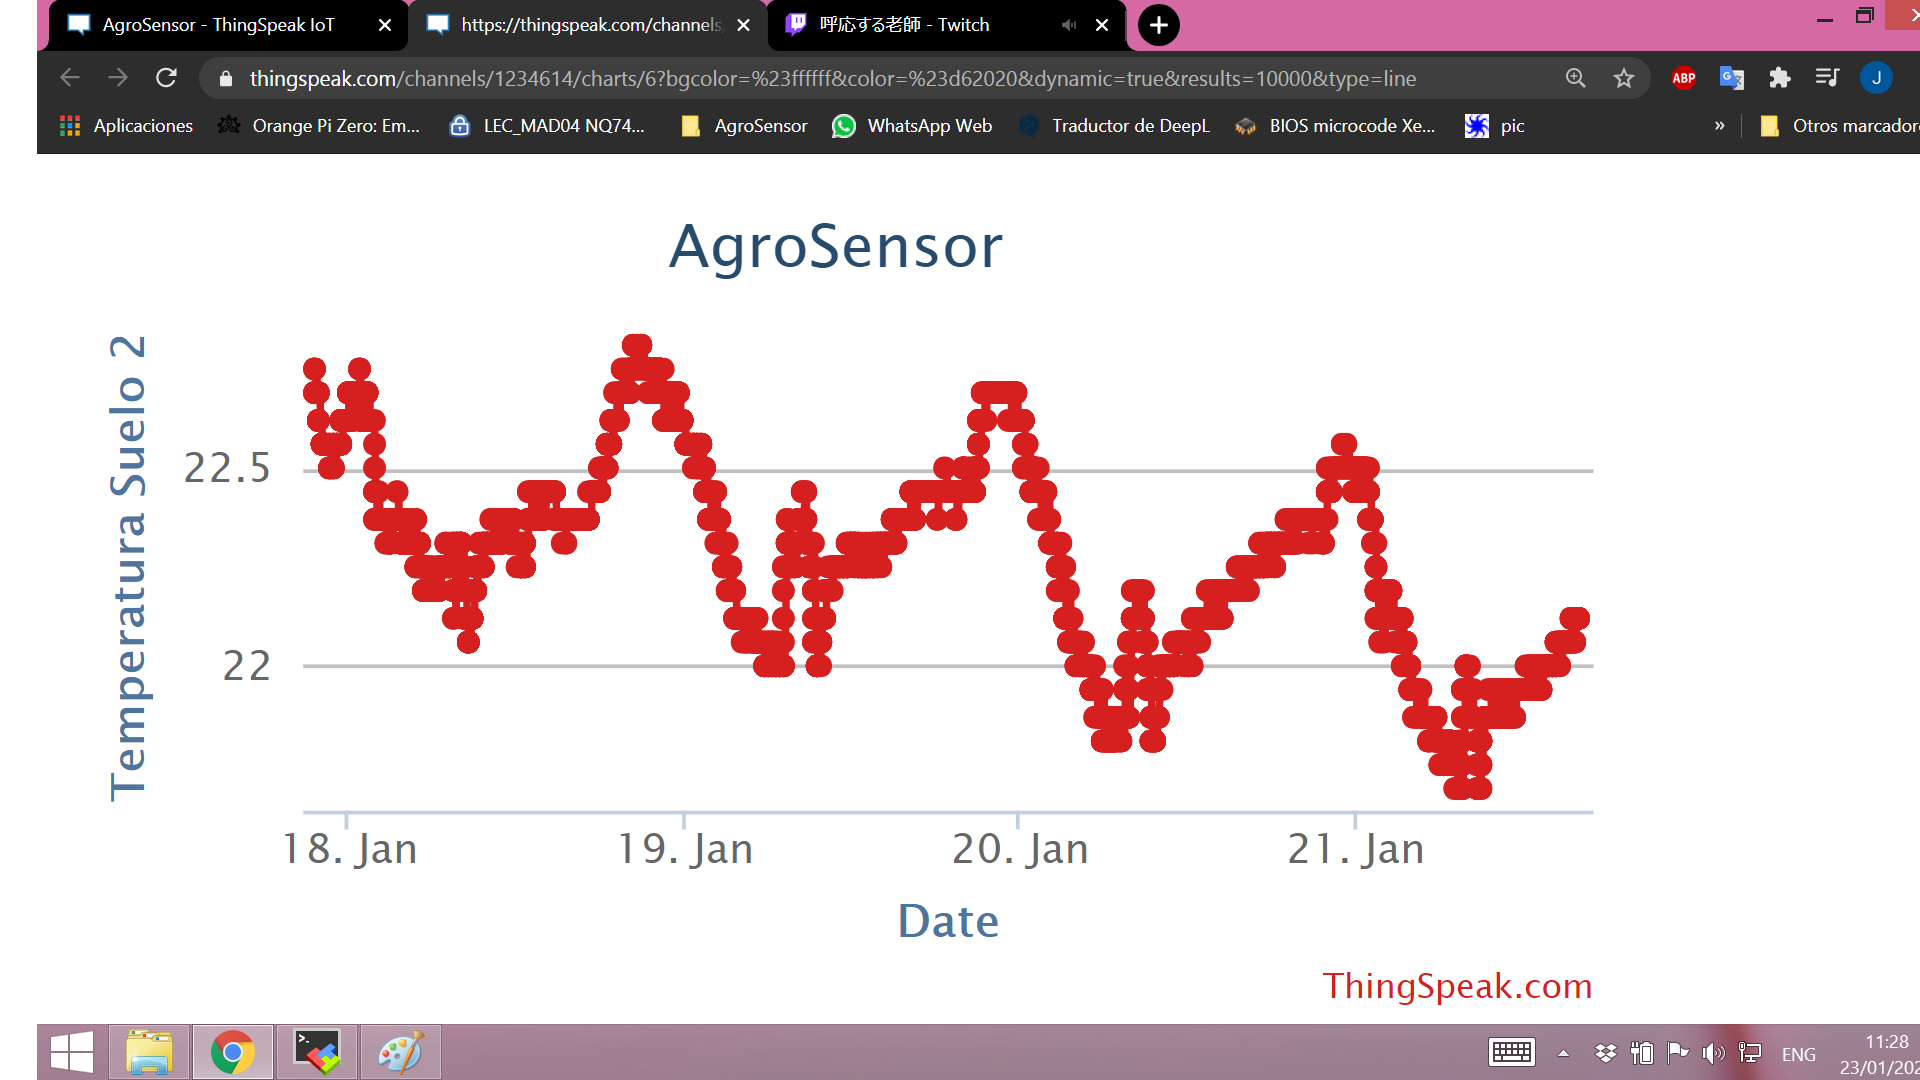 AgroSensor - ThingSpeak IoT
https://thingspeak.com/channels
呼応する老師 - Twitch
thingspeak.com/channels/1234614/charts/6?bgcolor=%23ffffff&color=%23d62020&dynamic=true&results=10000&type=line
ABP
J
Aplicaciones
Orange Pi Zero: Em...
LEC_MAD04 NQ74...
AgroSensor
WhatsApp Web
Traductor de DeepL
BIOS microcode Xe...
pic
»
Otros marcador
AgroSensor
Temperatura Suelo 2
22.5
22
18. Jan
19. Jan
20. Jan
21. Jan
Date
ThingSpeak.com
ENG
11:28
23/01/202